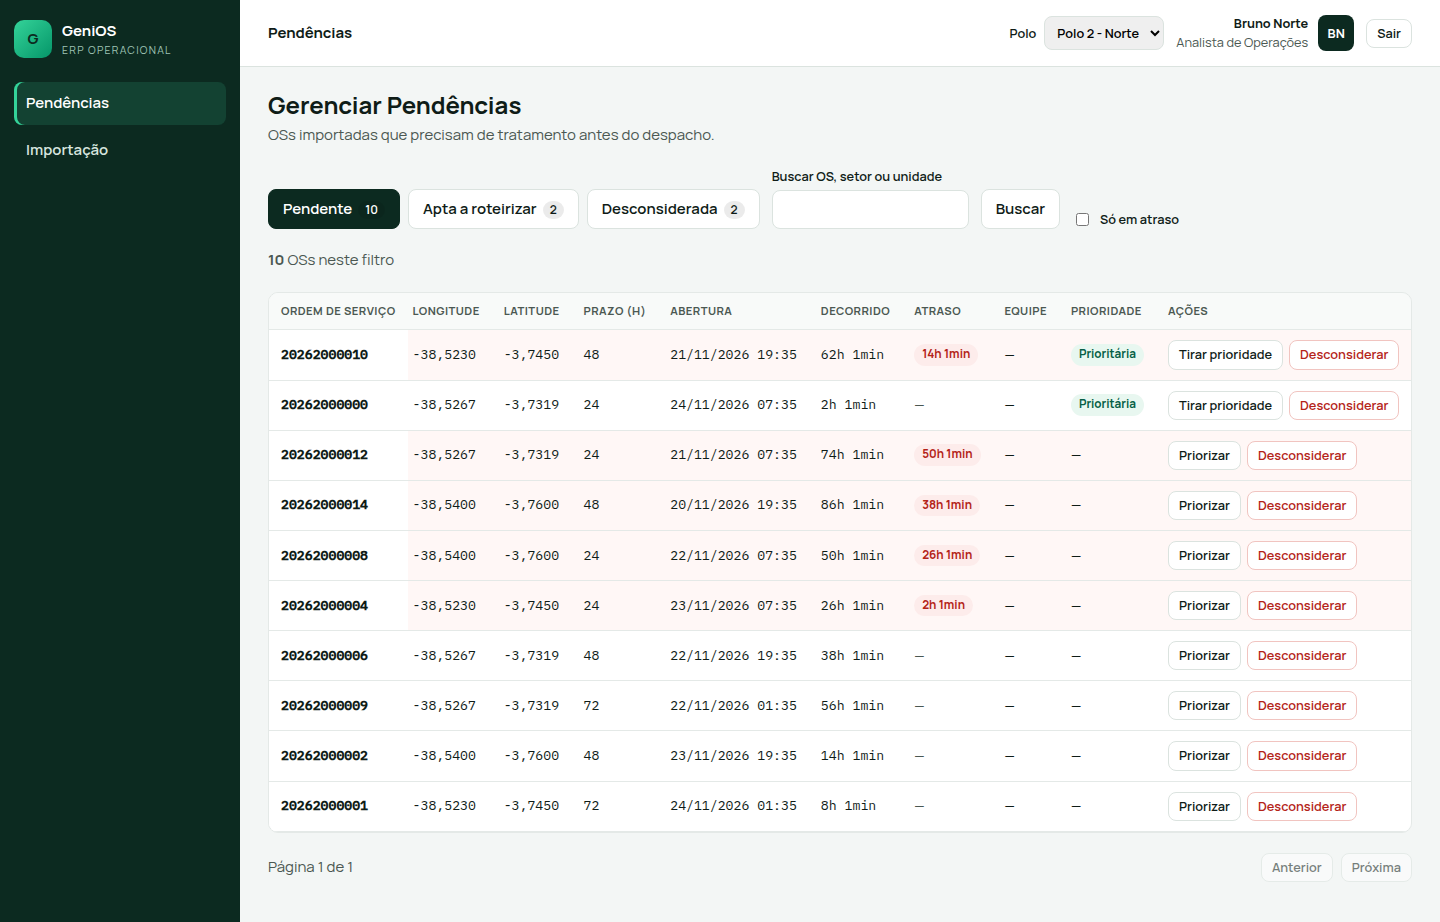 G
GeniOS
ERP OPERACIONAL
Pendências
Importação
Pendências
Polo
Polo 2 - Norte
Bruno Norte
Analista de Operações
BN
Sair
Gerenciar Pendências
OSs importadas que precisam de tratamento antes do despacho.
Pendente 10
Apta a roteirizar 2
Desconsiderada 2
Buscar OS, setor ou unidade
Buscar
Só em atraso
10 OSs neste filtro
ORDEM DE SERVIÇO LONGITUDE LATITUDE PRAZO (H) ABERTURA DECORRIDO ATRASO EQUIPE PRIORIDADE AÇÕES
20262000010 -38,5230 -3,7450 48 21/11/2026 19:35 62h 1min 14h 1min — Prioritária Tirar prioridade Desconsiderar
20262000000 -38,5267 -3,7319 24 24/11/2026 07:35 2h 1min — — Prioritária Tirar prioridade Desconsiderar
20262000012 -38,5267 -3,7319 24 21/11/2026 07:35 74h 1min 50h 1min — — Priorizar Desconsiderar
20262000014 -38,5400 -3,7600 48 20/11/2026 19:35 86h 1min 38h 1min — — Priorizar Desconsiderar
20262000008 -38,5400 -3,7600 24 22/11/2026 07:35 50h 1min 26h 1min — — Priorizar Desconsiderar
20262000004 -38,5230 -3,7450 24 23/11/2026 07:35 26h 1min 2h 1min — — Priorizar Desconsiderar
20262000006 -38,5267 -3,7319 48 22/11/2026 19:35 38h 1min — — — Priorizar Desconsiderar
20262000009 -38,5267 -3,7319 72 22/11/2026 01:35 56h 1min — — — Priorizar Desconsiderar
20262000002 -38,5400 -3,7600 48 23/11/2026 19:35 14h 1min — — — Priorizar Desconsiderar
20262000001 -38,5230 -3,7450 72 24/11/2026 01:35 8h 1min — — — Priorizar Desconsiderar
Página 1 de 1
Anterior
Próxima